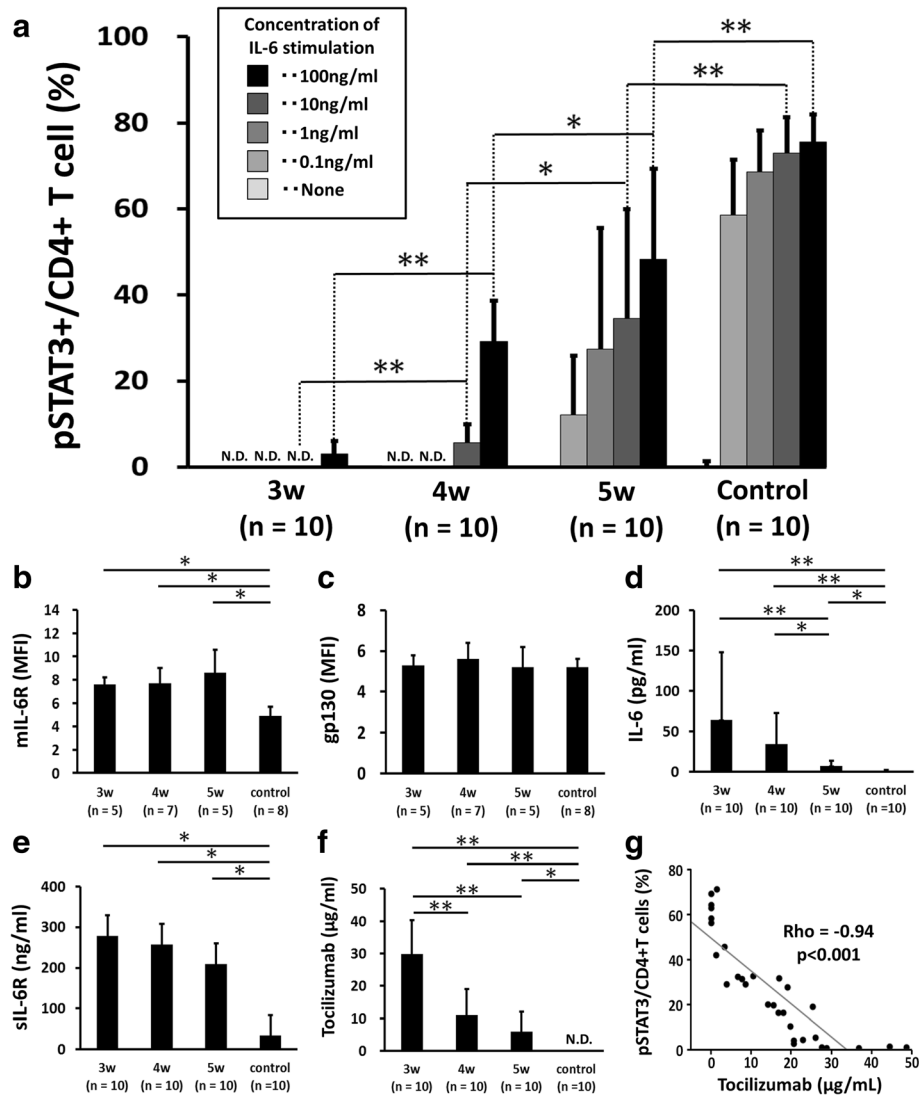 a
Concentration of
IL-6 stimulation
··100ng/ml
··10ng/ml
··1ng/ml
··0.1ng/ml
··None
pSTAT3+/CD4+ T cell (%)
100
80
60
40
20
0
**
**
*
*
**
**
N.D. N.D. N.D.
N.D. N.D.
3w 4w 5w Control
(n = 10) (n = 10) (n = 10) (n = 10)
b
*
*
*
mIL-6R (MFI)
14
12
10
8
6
4
2
0
3w 4w 5w control
(n = 5) (n = 7) (n = 5) (n = 8)
c
gp130 (MFI)
8
6
4
2
0
3w 4w 5w control
(n = 5) (n = 7) (n = 5) (n = 8)
d
**
**
**
*
*
IL-6 (pg/ml)
200
150
100
50
0
3w 4w 5w control
(n = 10) (n = 10) (n = 10) (n =10)
e
*
*
*
sIL-6R (ng/ml)
400
300
200
100
0
3w 4w 5w control
(n = 10) (n = 10) (n = 10) (n =10)
f
**
**
**
*
**
Tocilizumab (μg/ml)
50
40
30
20
10
0
N.D.
3w 4w 5w control
(n = 10) (n = 10) (n = 10) (n =10)
g
pSTAT3/CD4+T cells (%)
80
60
40
20
0
Rho = -0.94
p<0.001
0 10 20 30 40 50
Tocilizumab (μg/mL)